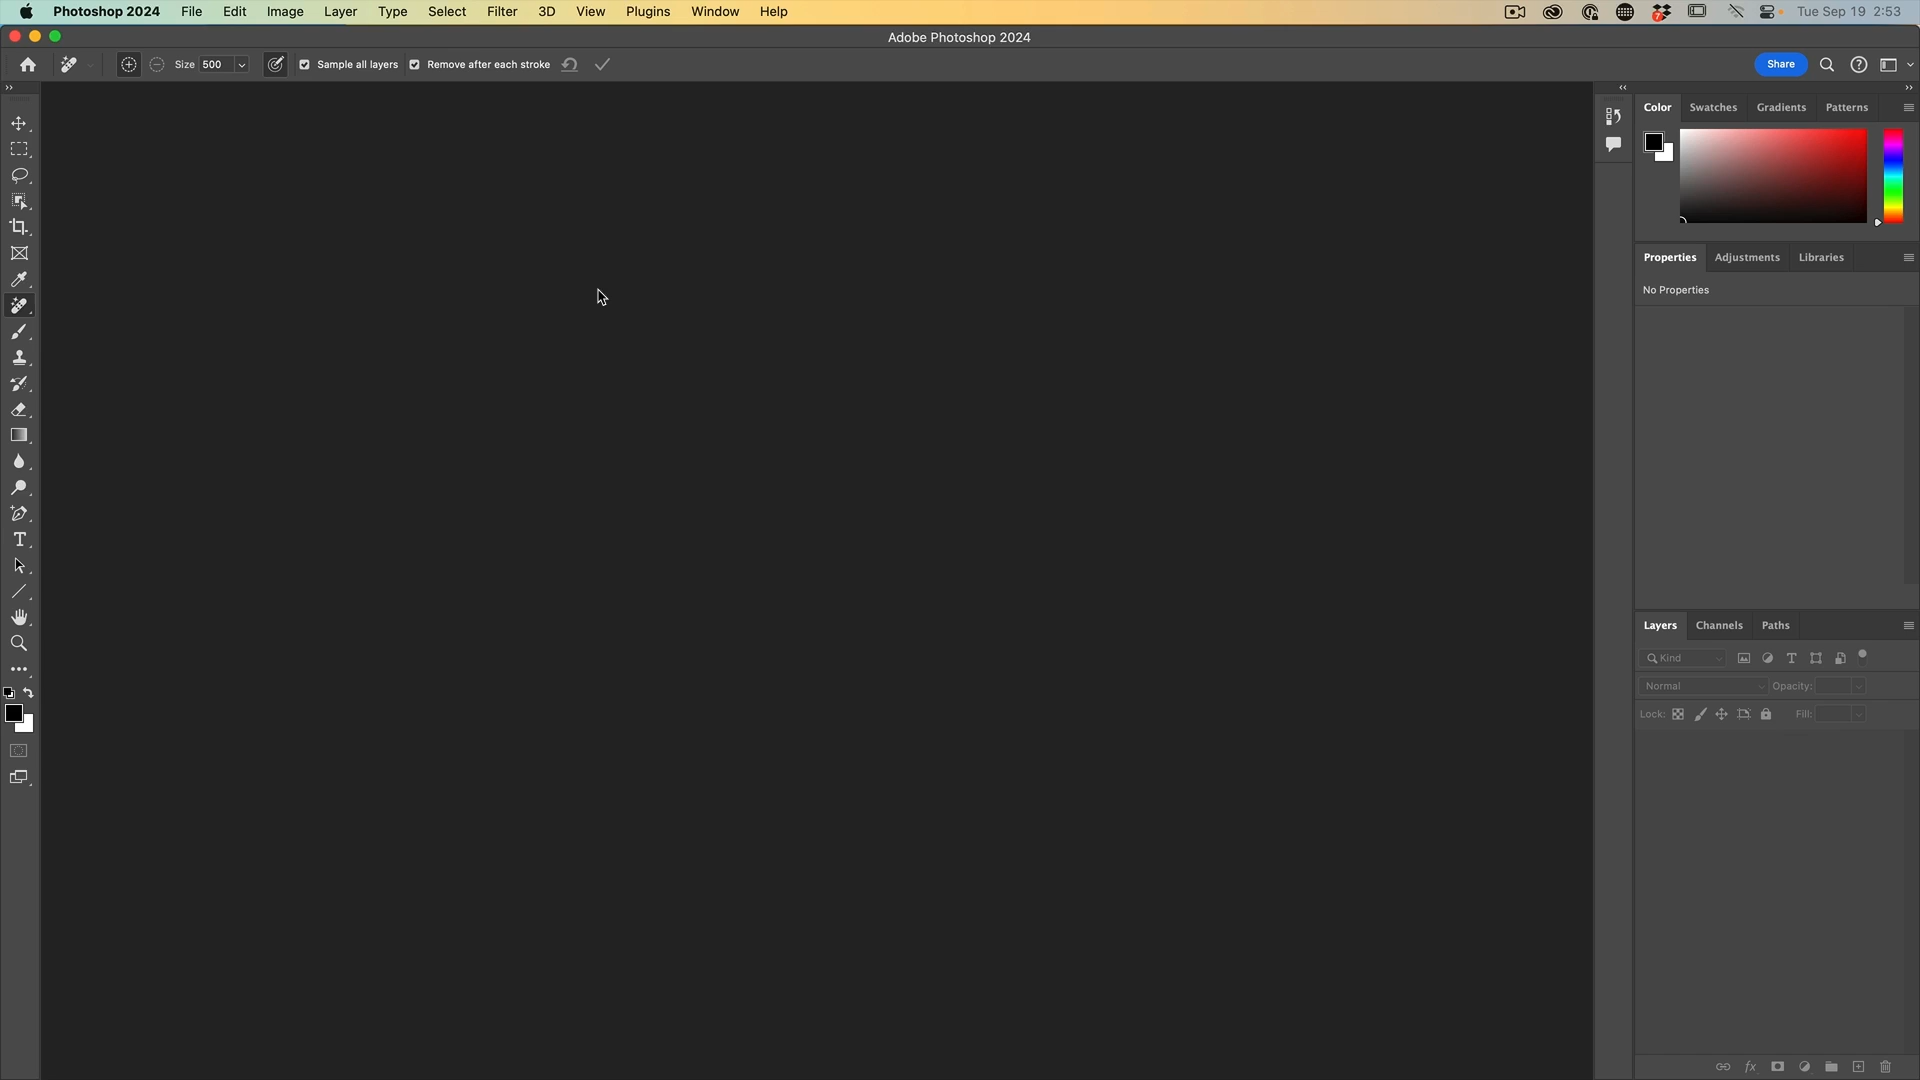 Photoshop 2024 File Edit Image Layer Type Select Filter 3D View Plugins Window Help 7 Tue Sep 19 2:53
Adobe Photoshop 2024
Size 500 Sample all layers Remove after each stroke Share
Color Swatches Gradients Patterns
Properties Adjustments Libraries
No Properties
Layers Channels Paths
Kind
Normal Opacity:
Lock: Fill:
fx